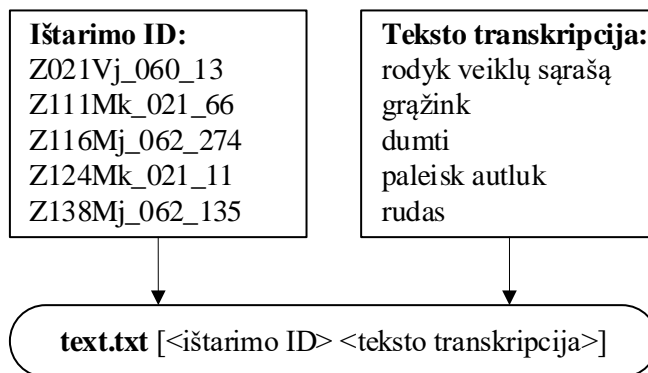 Ištarimo ID:
Z021Vj_060_13
Z111Mk_021_66
Z116Mj_062_274
Z124Mk_021_11
Z138Mj_062_135
Teksto transkripcija:
rodyk veiklų sąrašą
grąžink
dumti
paleisk autluk
rudas
text.txt [<ištarimo ID> <teksto transkripcija>]